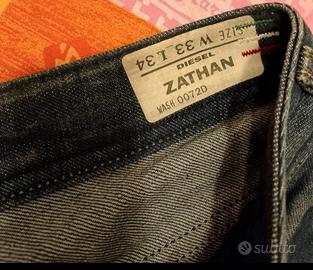 SIZE W 33 L 34
DIESEL
ZATHAN
WASH 0072D
subito